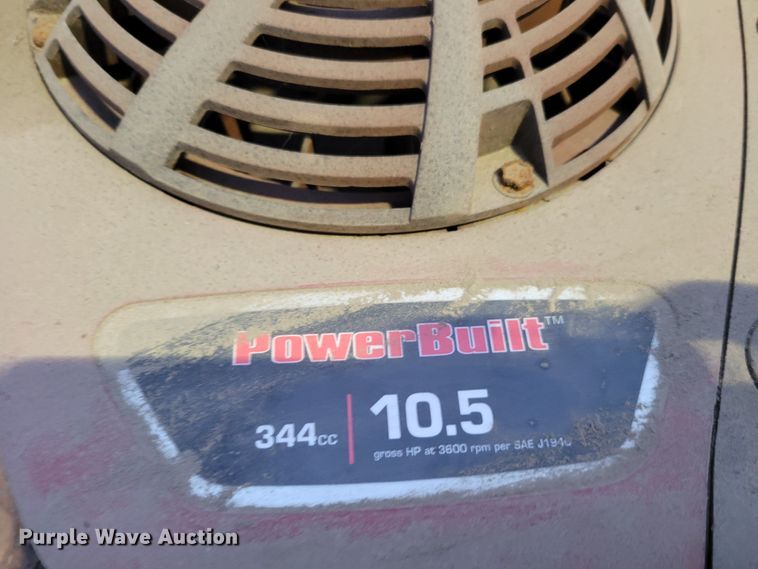 PowerBuilt™
344cc | 10.5
gross HP at 3600 rpm per SAE J1940
Purple Wave Auction